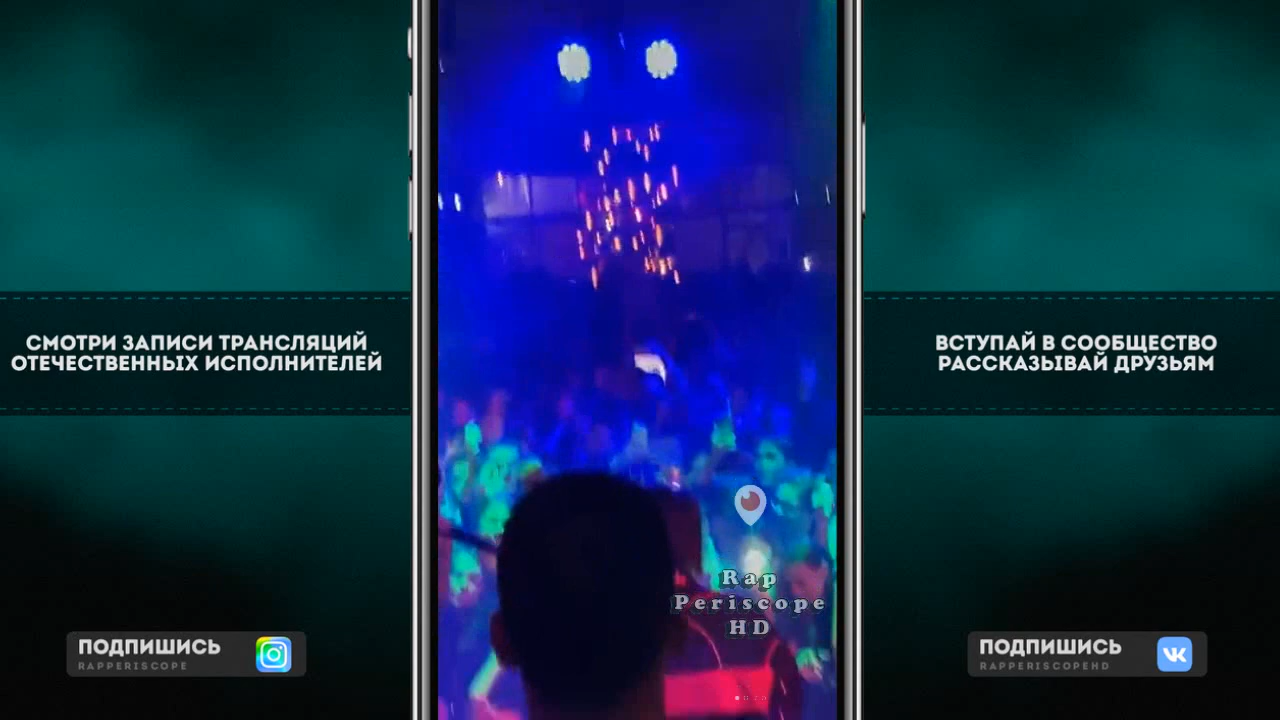 СМОТРИ ЗАПИСИ ТРАНСЛЯЦИЙ
ОТЕЧЕСТВЕННЫХ ИСПОЛНИТЕЛЕЙ
ВСТУПАЙ В СООБЩЕСТВО
РАССКАЗЫВАЙ ДРУЗЬЯМ
Rap
Periscope
HD
ПОДПИШИСЬ
RAPPERISCOPE
ПОДПИШИСЬ
RAPPERISCOPEHD